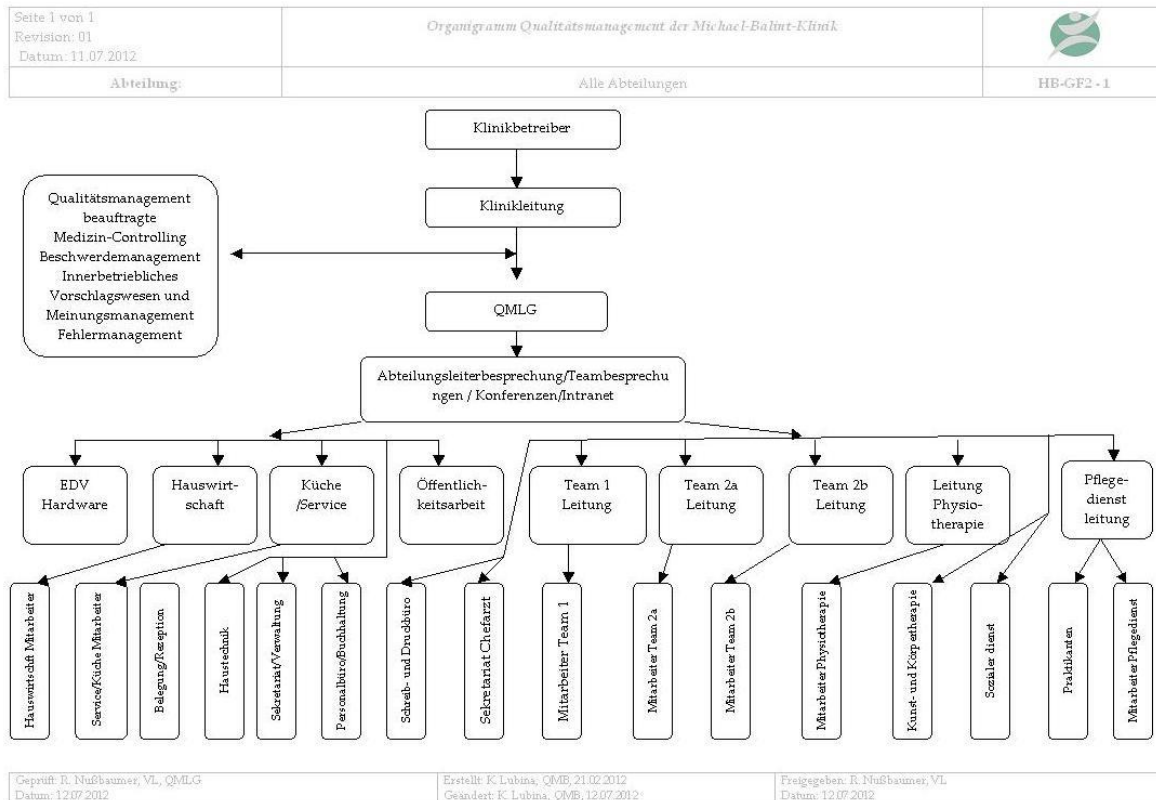 Seite 1 von 1
Revision: 01
Datum: 11.07.2012
Organigramm Qualitätsmanagement der Michael-Balint-Klinik
Abteilung:
Alle Abteilungen
HB-GF2 - 1
Klinikbetreiber
Klinikleitung
Qualitätsmanagement
beauftragte
Medizin-Controlling
Beschwerdemanagement
Innerbetriebliches
Vorschlagswesen und
Meinungsmanagement
Fehlermanagement
QMLG
Abteilungsleiterbesprechung/Teambesprechu
ngen / Konferenzen/Intranet
EDV
Hardware
Hauswirt-
schaft
Küche
/Service
Öffentlich-
keitsarbeit
Team 1
Leitung
Team 2a
Leitung
Team 2b
Leitung
Leitung
Physio-
therapie
Pflege-
dienst
leitung
Hauswirtschaft Mitarbeiter
Service/Küche Mitarbeiter
Belegung/Rezeption
Haustechnik
Sekretariat/Verwaltung
Personalbüro/Buchhaltung
Schreib- und Druckbüro
Sekretariat Chefarzt
Mitarbeiter Team 1
Mitarbeiter Team 2a
Mitarbeiter Team 2b
Mitarbeiter Physiotherapie
Kunst- und Körpertherapie
Sozialer dienst
Praktikanten
Mitarbeiter Pflegedienst
Geprüft: R. Nußbaumer, VL, QMLG
Datum: 12.07.2012
Erstellt: K. Lubina, QMB, 21.02.2012
Geändert: K. Lubina, QMB, 12.07.2012
Freigegeben: R. Nußbaumer, VL
Datum: 12.07.2012